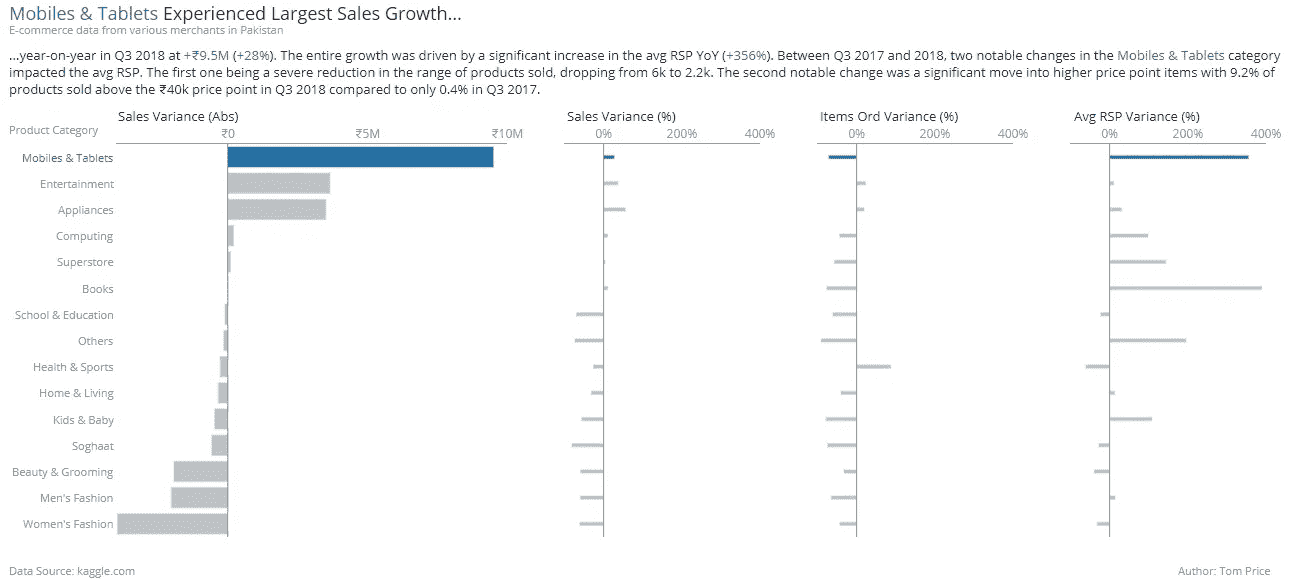 Mobiles & Tablets Experienced Largest Sales Growth...
E-commerce data from various merchants in Pakistan
...year-on-year in Q3 2018 at +₹9.5M (+28%). The entire growth was driven by a significant increase in the avg RSP YoY (+356%). Between Q3 2017 and 2018, two notable changes in the Mobiles & Tablets category
impacted the avg RSP. The first one being a severe reduction in the range of products sold, dropping from 6k to 2.2k. The second notable change was a significant move into higher price point items with 9.2% of
products sold above the ₹40k price point in Q3 2018 compared to only 0.4% in Q3 2017.
Sales Variance (Abs) Sales Variance (%) Items Ord Variance (%) Avg RSP Variance (%)
Product Category ₹0 ₹5M ₹10M 0% 200% 400% 0% 200% 400% 0% 200% 400%
Mobiles & Tablets
Entertainment
Appliances
Computing
Superstore
Books
School & Education
Others
Health & Sports
Home & Living
Kids & Baby
Soghaat
Beauty & Grooming
Men's Fashion
Women's Fashion
Data Source: kaggle.com Author: Tom Price